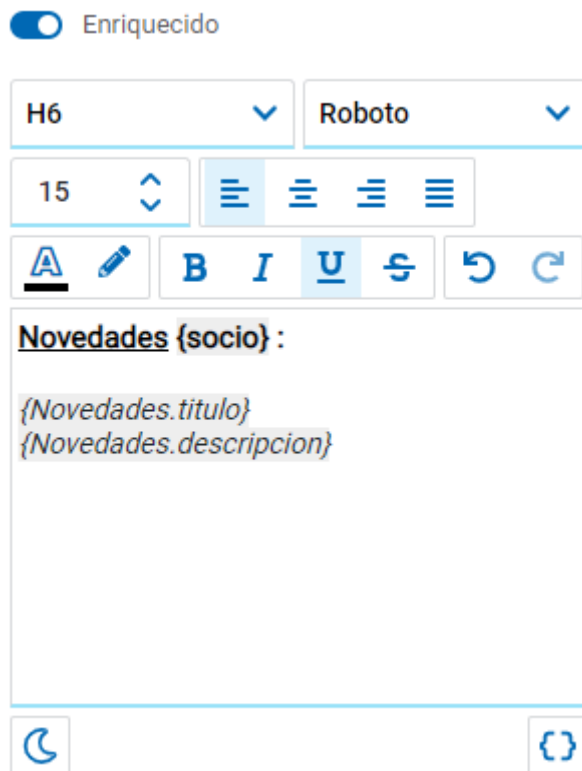 Enriquecido
H6
Roboto
15
A B I U S
Novedades {socio} :
{Novedades.titulo}
{Novedades.descripcion}
{}